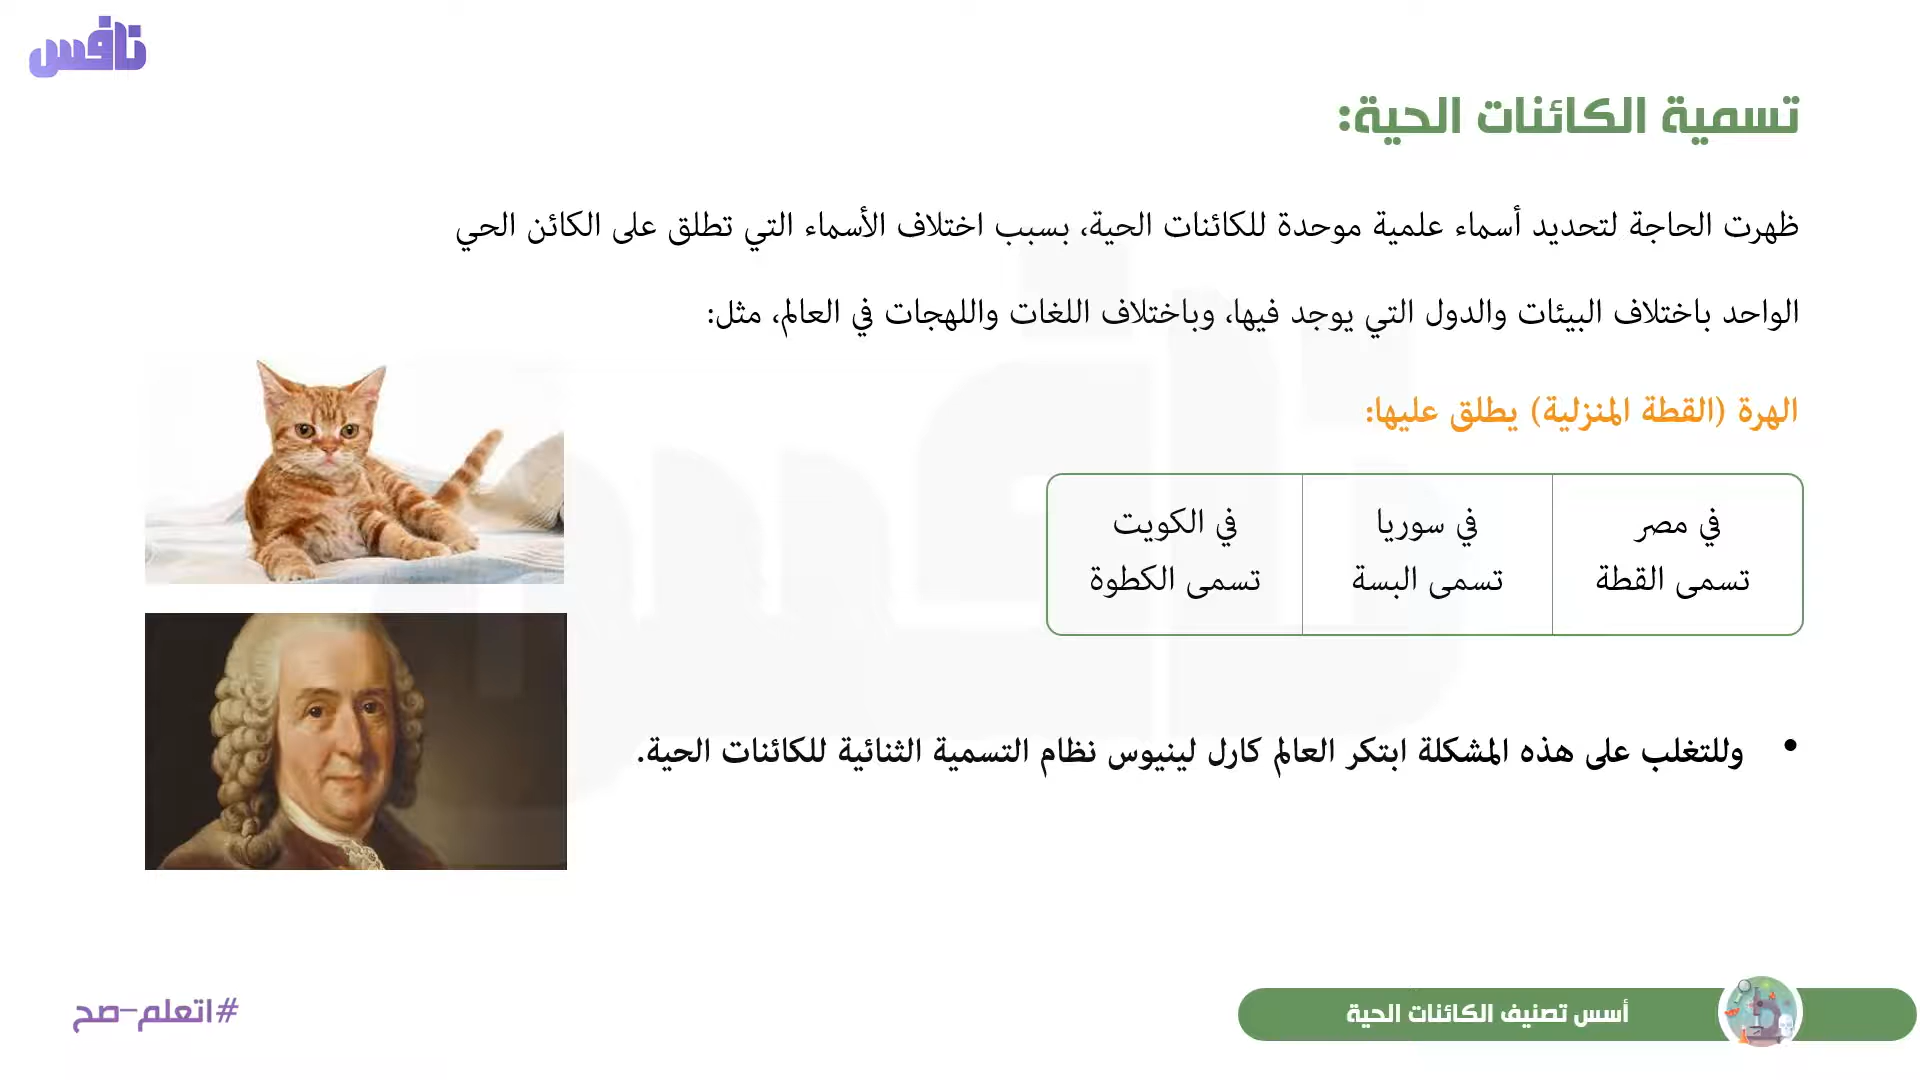 نافس
تسمية الكائنات الحية:
ظهرت الحاجة لتحديد أسماء علمية موحدة للكائنات الحية، بسبب اختلاف الأسماء التي تطلق على الكائن الحي
الواحد باختلاف البيئات والدول التي يوجد فيها، وباختلاف اللغات واللهجات في العالم، مثل:
الهرة (القطة المنزلية) يطلق عليها:
في مصر
تسمى القطة
في سوريا
تسمى البسة
في الكويت
تسمى الكطوة
• وللتغلب على هذه المشكلة ابتكر العالم كارل لينيوس نظام التسمية الثنائية للكائنات الحية.
أسس تصنيف الكائنات الحية
#اتعلم-صح